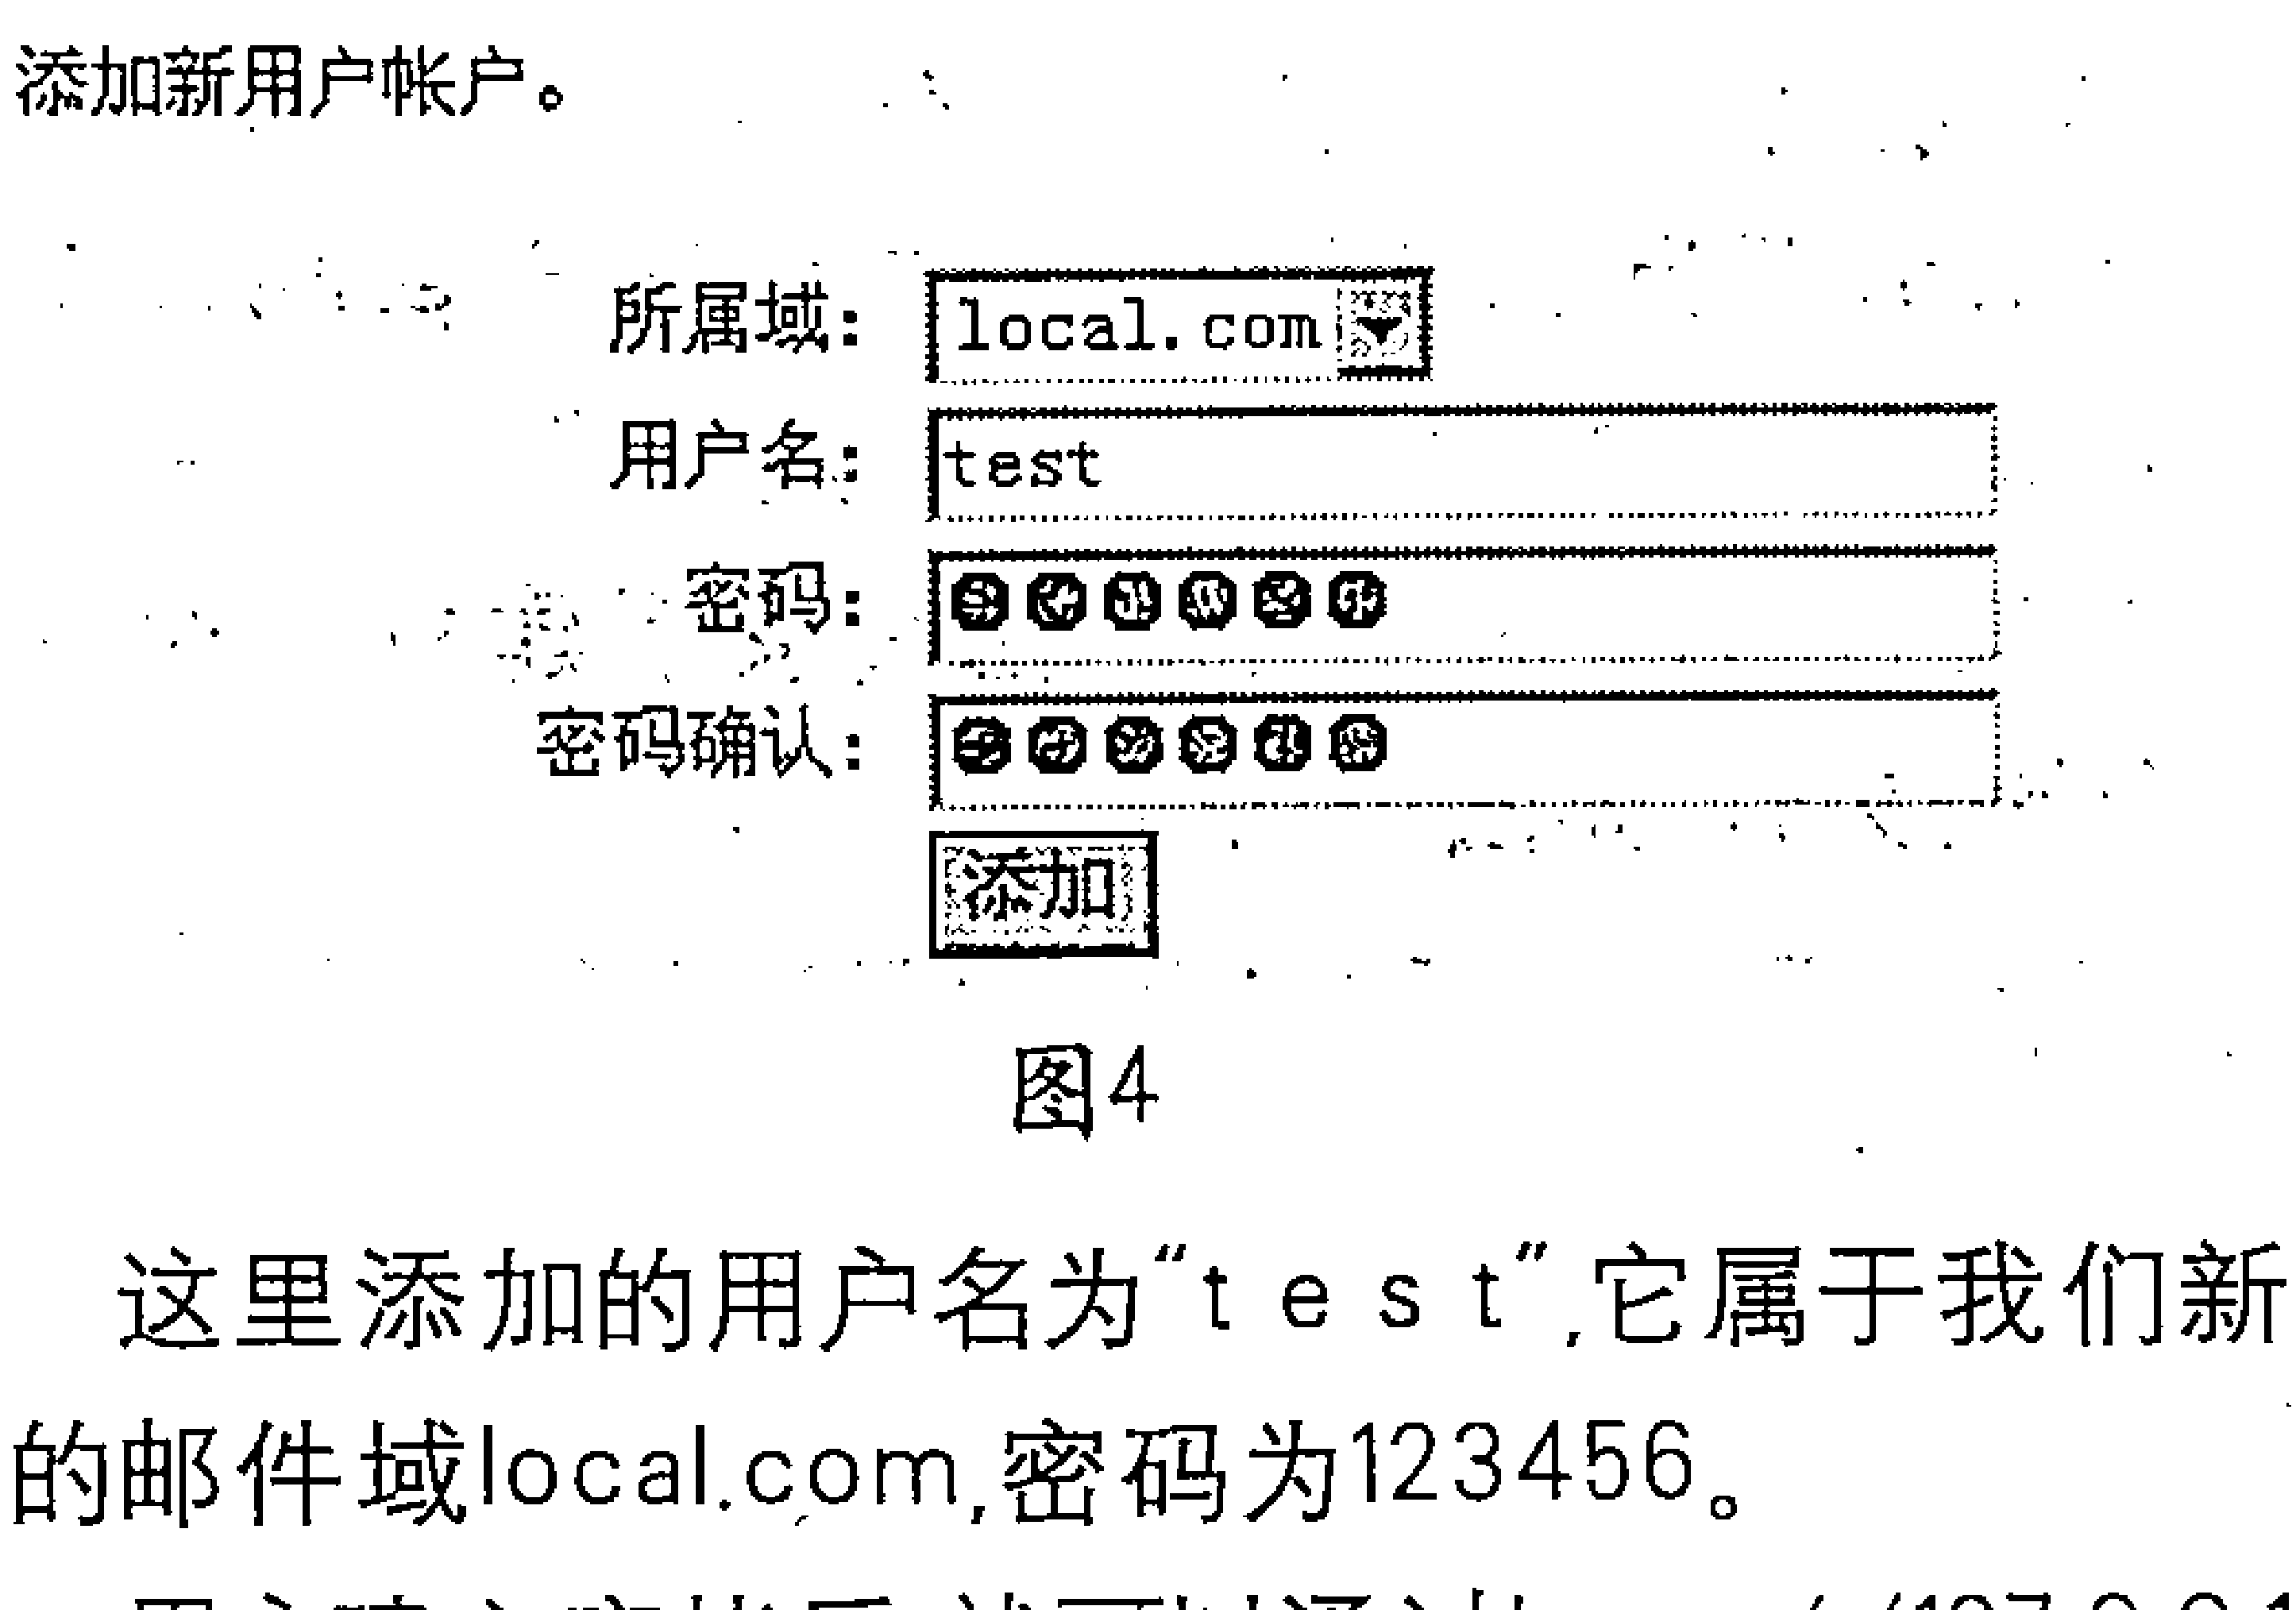 添加新用户帐户。
所属域： local.com
用户名： test
密码：
密码确认：
添加
图4
这里添加的用户名为“test”,它属于我们新
的邮件域local.com,密码为123456。